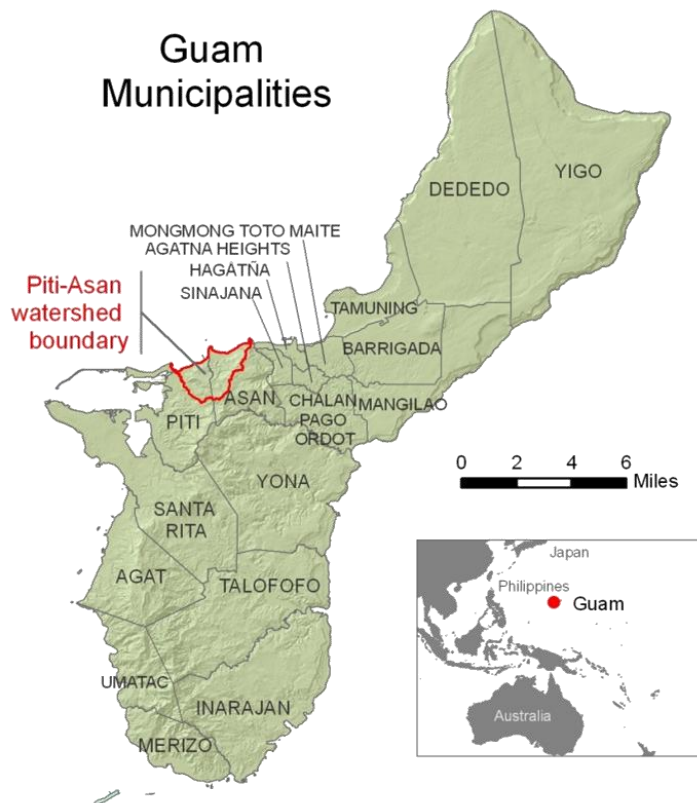 Guam
Municipalities
DEDEDO
YIGO
MONGMONG TOTO MAITE
AGATNA HEIGHTS
HAGÅTÑA
SINAJANA
Piti-Asan
watershed
boundary
TAMUNING
BARRIGADA
ASAN
CHALAN
PAGO
ORDOT
MANGILAO
PITI
YONA
0 2 4 6
Miles
SANTA
RITA
AGAT
TALOFOFO
UMATAC
INARAJAN
MERIZO
Japan
Philippines
Guam
Australia